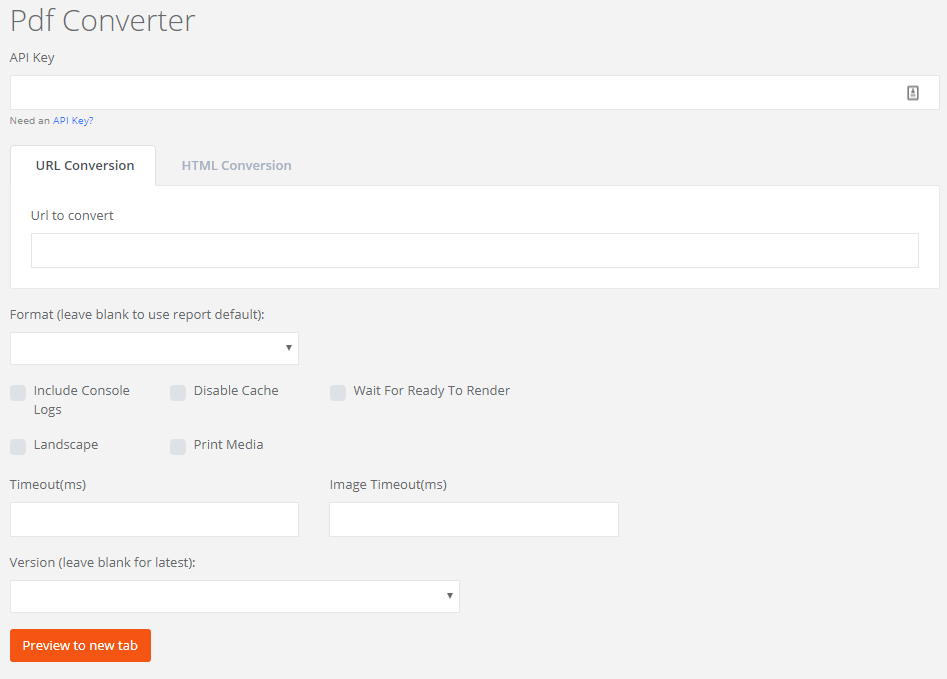 Pdf Converter
API Key
Need an API Key?
URL Conversion HTML Conversion
Url to convert
Format (leave blank to use report default):
Include Console Disable Cache Wait For Ready To Render
Logs
Landscape Print Media
Timeout(ms) Image Timeout(ms)
Version (leave blank for latest):
Preview to new tab